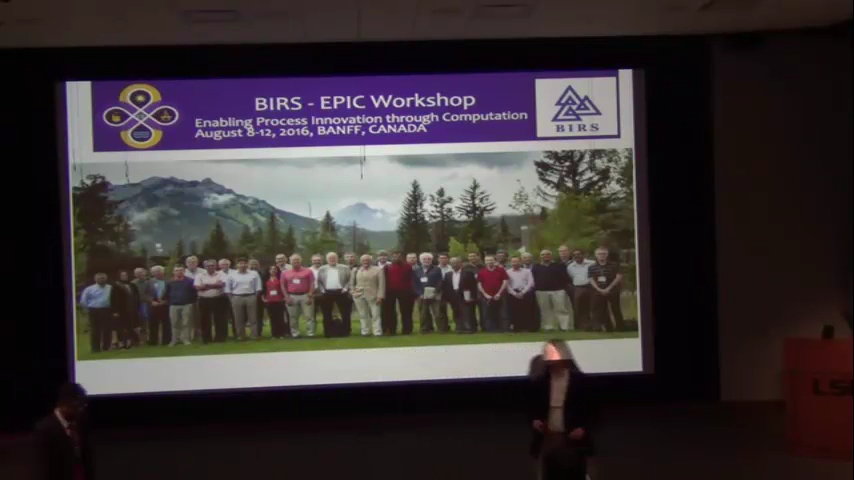 BIRS - EPIC Workshop
Enabling Process Innovation through Computation
August 8-12, 2016, BANFF, CANADA
BIRS